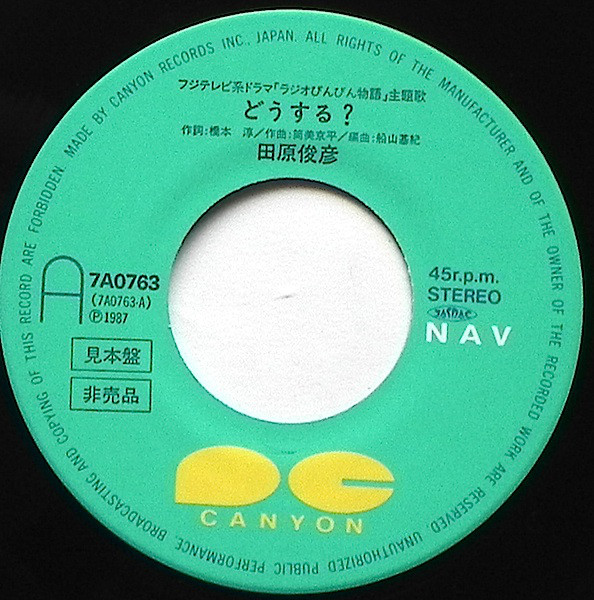 MADE BY CANYON RECORDS INC., JAPAN. ALL RIGHTS OF THE MANUFACTURER AND OF THE OWNER OF THE RECORDED WORK ARE RESERVED. UNAUTHORIZED PUBLIC PERFORMANCE, BROADCASTING AND COPYING OF THIS RECORD ARE FORBIDDEN.
フジテレビ系ドラマ「ラジオびんびん物語」主題歌
どうする?
作詞:橋本 淳/作曲:筒美京平/編曲:船山基紀
田原俊彦
A 7A0763
(7A0763-A)
Ⓟ1987
見本盤
非売品
45r.p.m.
STEREO
JASRAC
NAV
CANYON